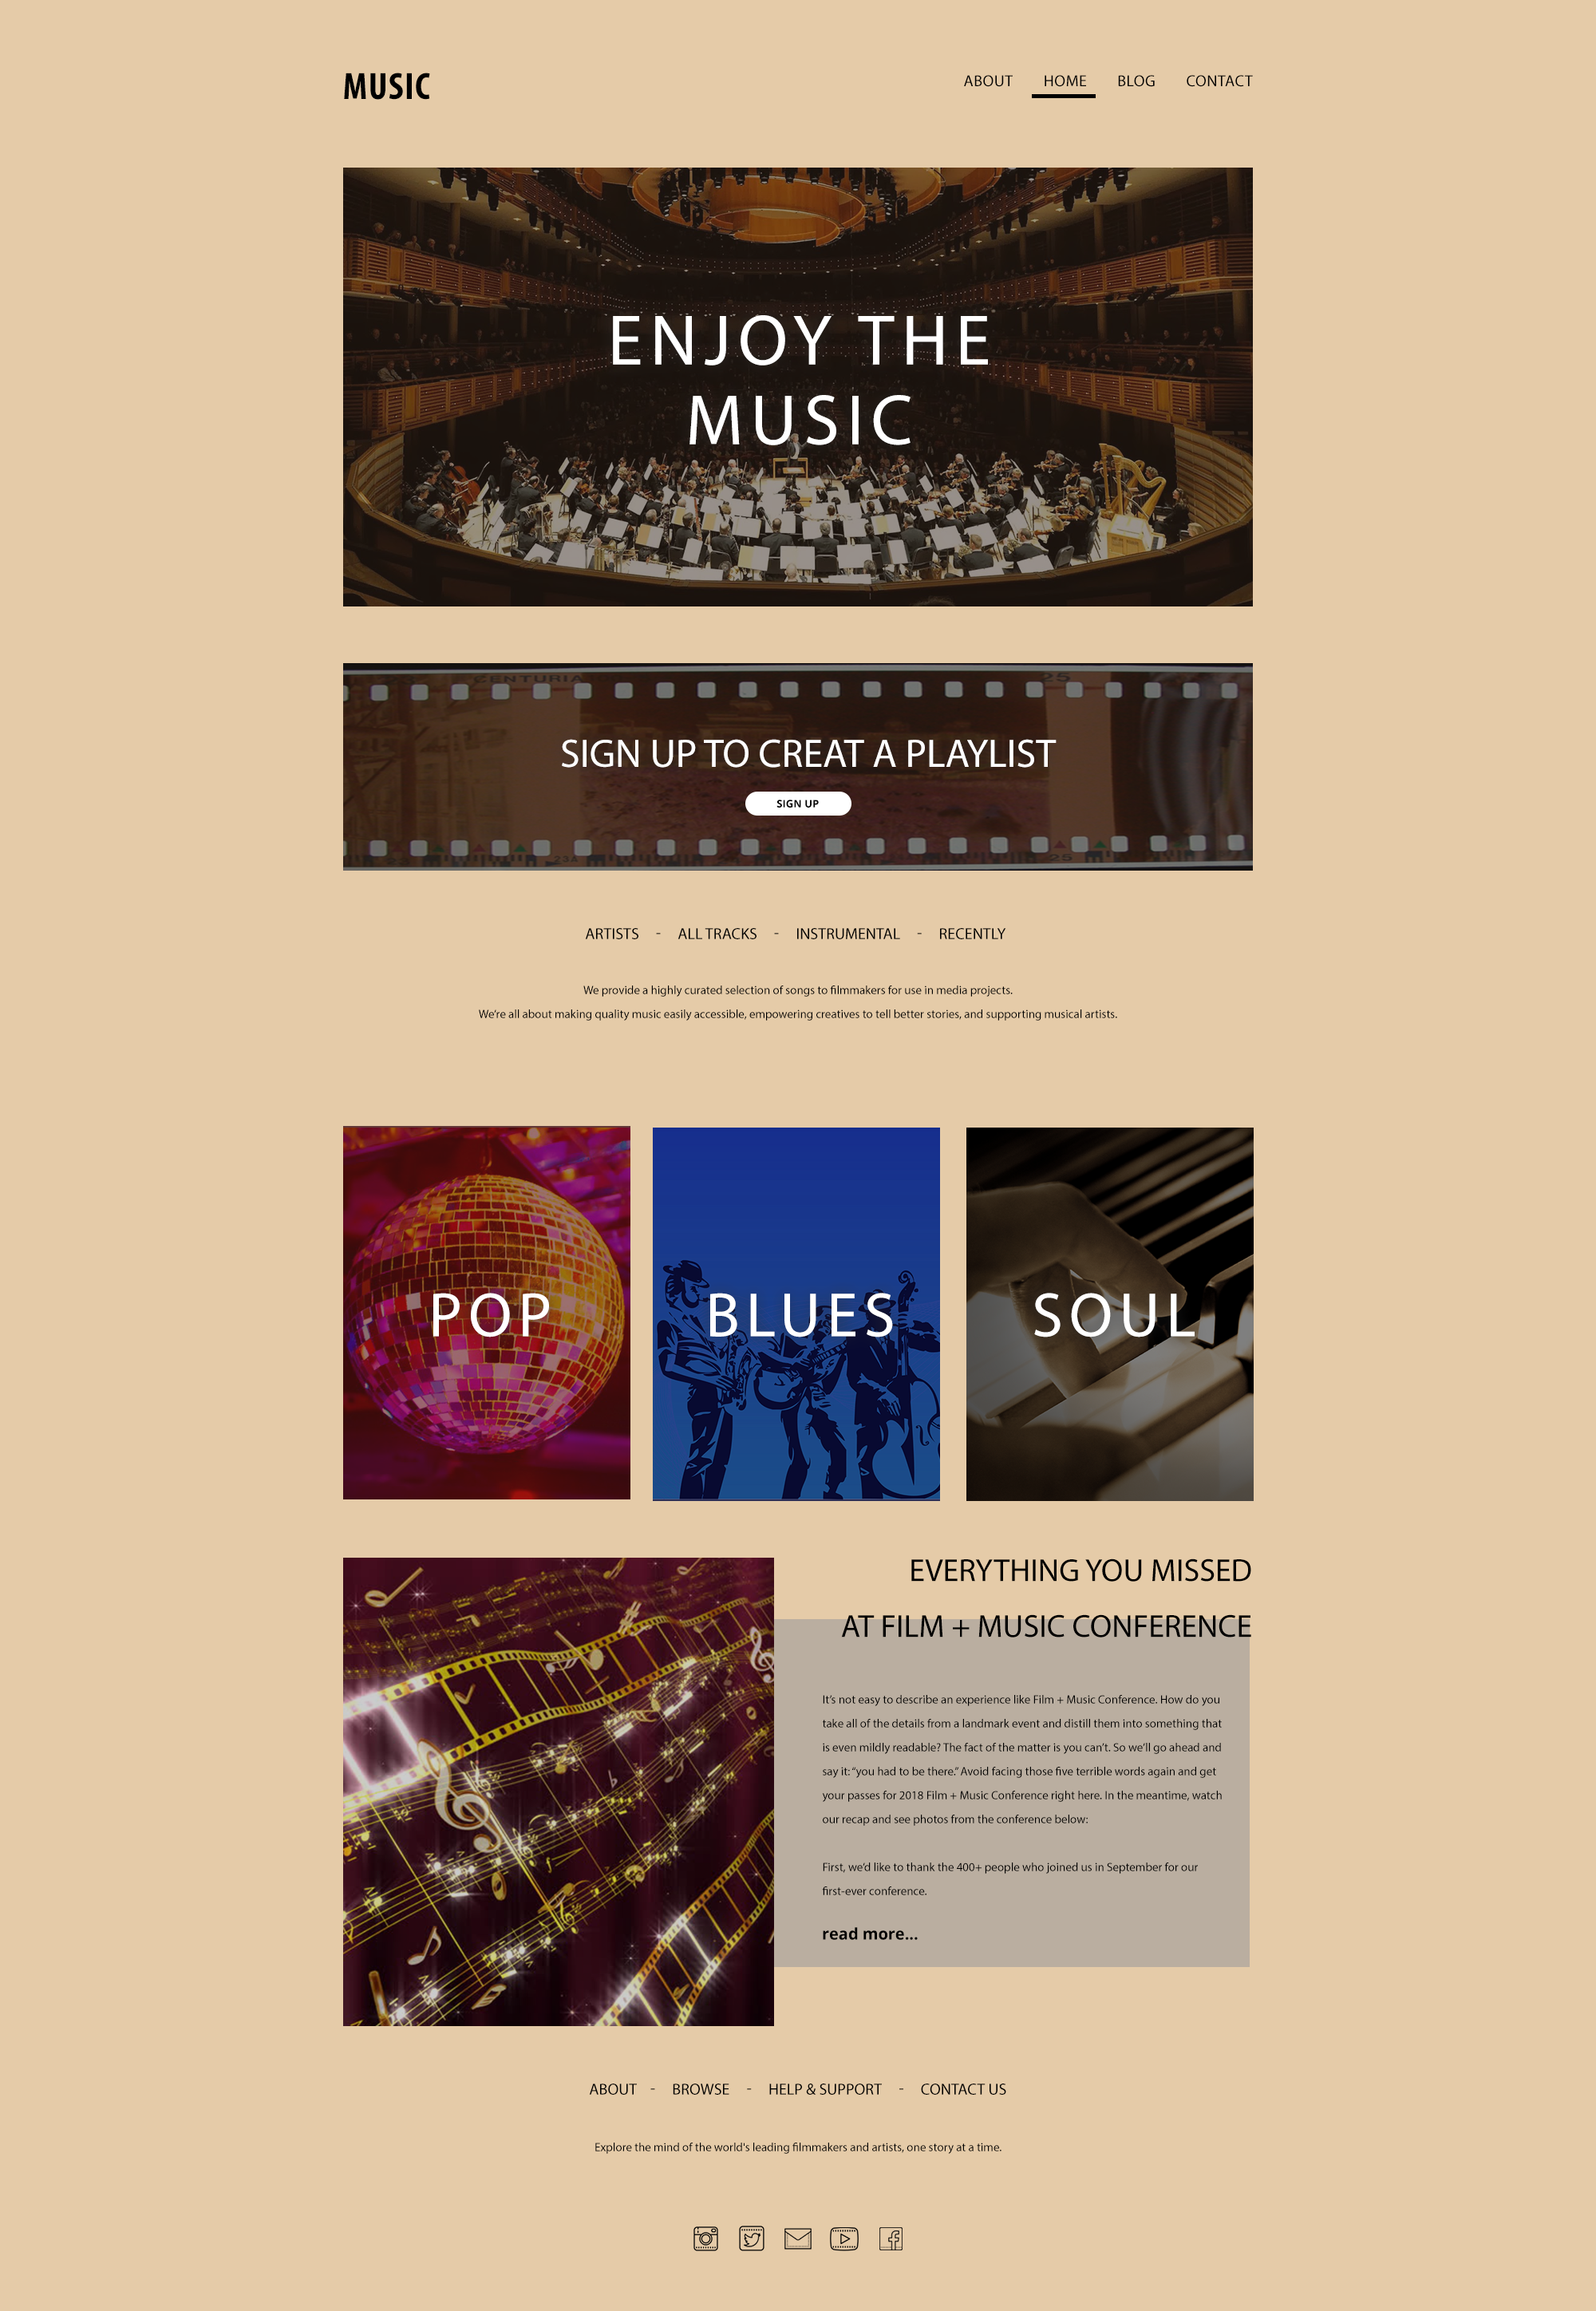 MUSIC
ABOUT HOME BLOG CONTACT
ENJOY THE
MUSIC
CENTURIA
25
SIGN UP TO CREAT A PLAYLIST
SIGN UP
23A
25
ARTISTS - ALL TRACKS - INSTRUMENTAL - RECENTLY
We provide a highly curated selection of songs to filmmakers for use in media projects.
We’re all about making quality music easily accessible, empowering creatives to tell better stories, and supporting musical artists.
POP
BLUES
SOUL
EVERYTHING YOU MISSED
AT FILM + MUSIC CONFERENCE
It’s not easy to describe an experience like Film + Music Conference. How do you
take all of the details from a landmark event and distill them into something that
is even mildly readable? The fact of the matter is you can’t. So we’ll go ahead and
say it: “you had to be there.” Avoid facing those five terrible words again and get
your passes for 2018 Film + Music Conference right here. In the meantime, watch
our recap and see photos from the conference below:
First, we’d like to thank the 400+ people who joined us in September for our
first-ever conference.
read more...
ABOUT - BROWSE - HELP & SUPPORT - CONTACT US
Explore the mind of the world's leading filmmakers and artists, one story at a time.